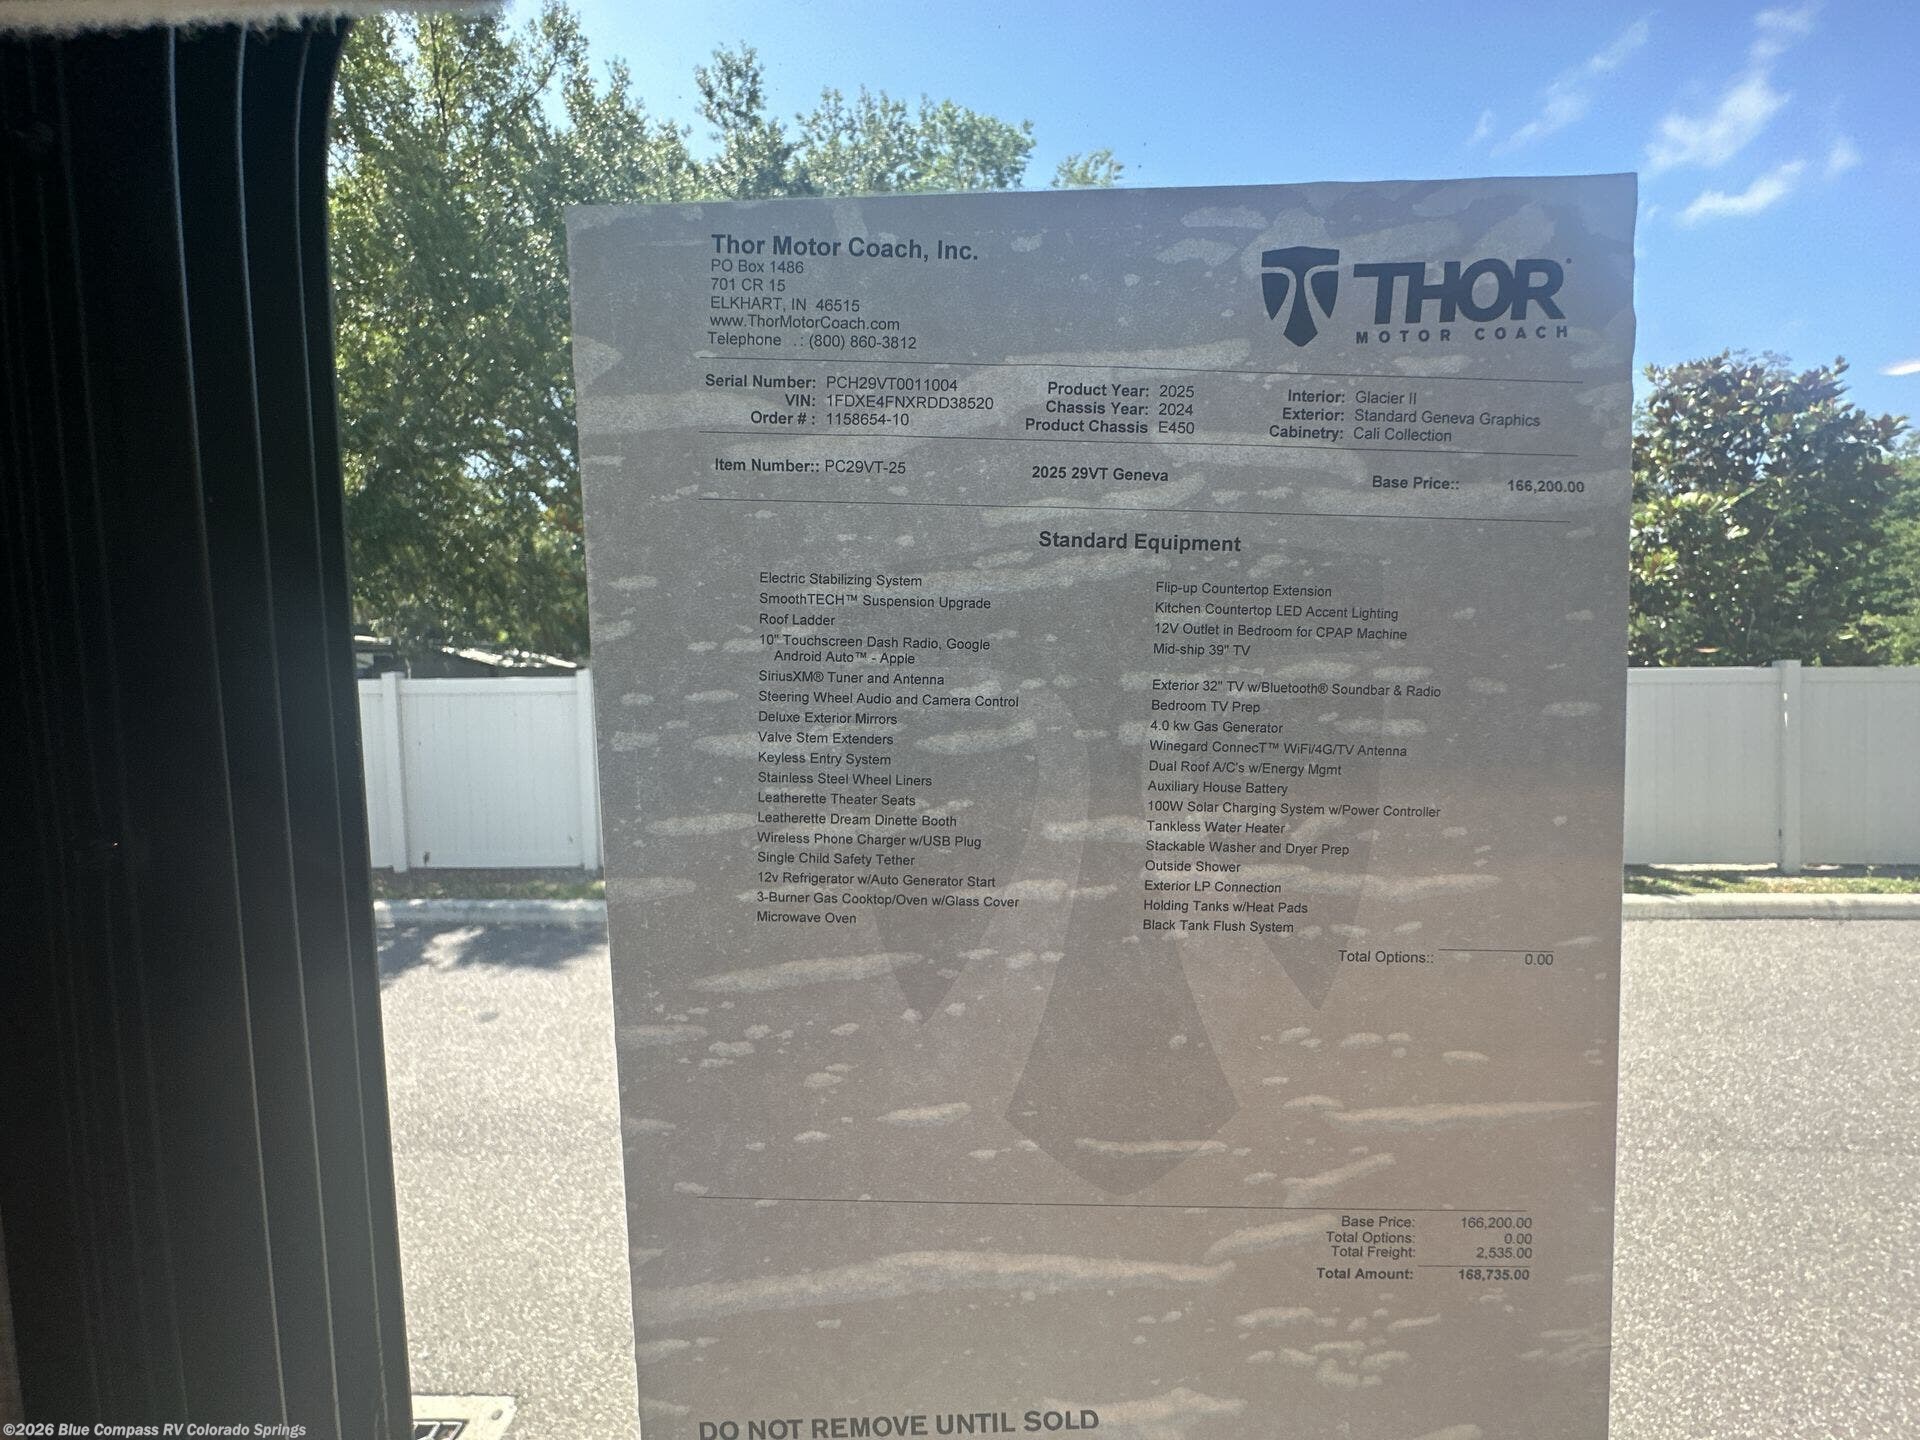 Thor Motor Coach, Inc.
PO Box 1486
701 CR 15
ELKHART, IN 46515
www.ThorMotorCoach.com
Telephone .: (800) 860-3812
THOR
MOTOR COACH
Serial Number: PCH29VT0011004
VIN: 1FDXE4FNXRDD38520
Order # : 1158654-10
Product Year: 2025
Chassis Year: 2024
Product Chassis E450
Interior: Glacier II
Exterior: Standard Geneva Graphics
Cabinetry: Cali Collection
Item Number:: PC29VT-25
2025 29VT Geneva
Base Price:: 166,200.00
Standard Equipment
Electric Stabilizing System
SmoothTECH™ Suspension Upgrade
Roof Ladder
10" Touchscreen Dash Radio, Google
Android Auto™ - Apple
SiriusXM® Tuner and Antenna
Steering Wheel Audio and Camera Control
Deluxe Exterior Mirrors
Valve Stem Extenders
Keyless Entry System
Stainless Steel Wheel Liners
Leatherette Theater Seats
Leatherette Dream Dinette Booth
Wireless Phone Charger w/USB Plug
Single Child Safety Tether
12v Refrigerator w/Auto Generator Start
3-Burner Gas Cooktop/Oven w/Glass Cover
Microwave Oven
Flip-up Countertop Extension
Kitchen Countertop LED Accent Lighting
12V Outlet in Bedroom for CPAP Machine
Mid-ship 39" TV
Exterior 32" TV w/Bluetooth® Soundbar & Radio
Bedroom TV Prep
4.0 kw Gas Generator
Winegard ConnecT™ WiFi/4G/TV Antenna
Dual Roof A/C's w/Energy Mgmt
Auxiliary House Battery
100W Solar Charging System w/Power Controller
Tankless Water Heater
Stackable Washer and Dryer Prep
Outside Shower
Exterior LP Connection
Holding Tanks w/Heat Pads
Black Tank Flush System
Total Options:: 0.00
Base Price: 166,200.00
Total Options: 0.00
Total Freight: 2,535.00
Total Amount: 168,735.00
DO NOT REMOVE UNTIL SOLD
©2026 Blue Compass RV Colorado Springs